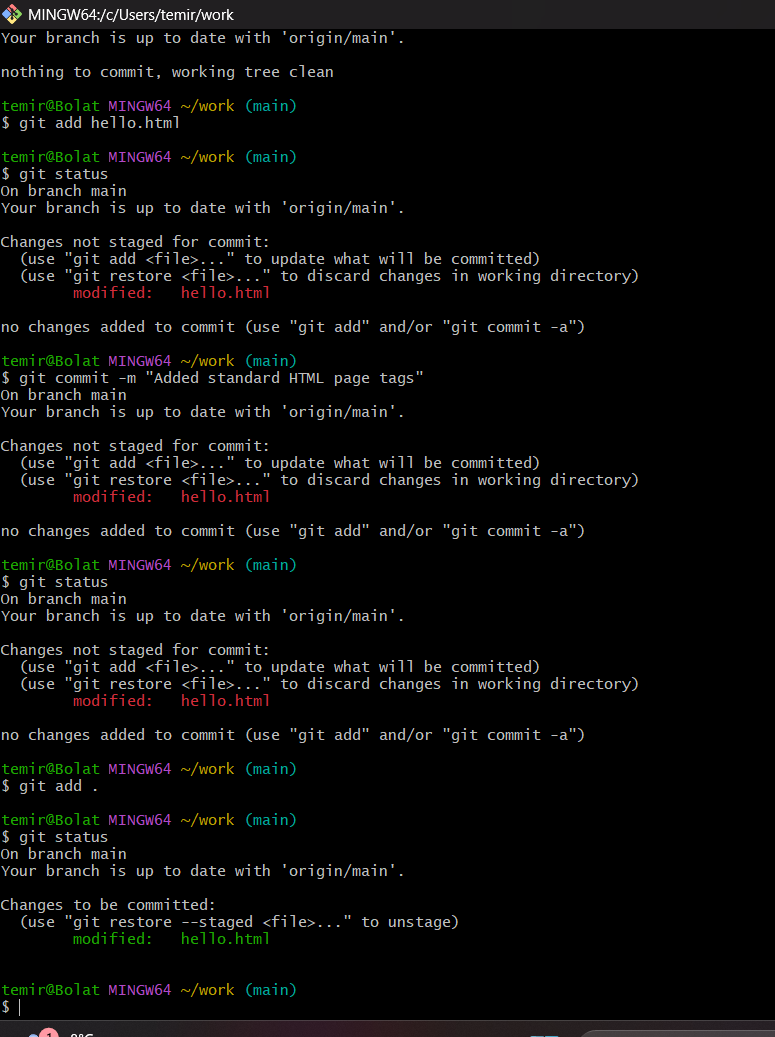 MINGW64:/c/Users/temir/work
Your branch is up to date with 'origin/main'.
nothing to commit, working tree clean
temir@Bolat MINGW64 ~/work (main)
$ git add hello.html
temir@Bolat MINGW64 ~/work (main)
$ git status
On branch main
Your branch is up to date with 'origin/main'.
Changes not staged for commit:
  (use "git add <file>..." to update what will be committed)
  (use "git restore <file>..." to discard changes in working directory)
        modified:   hello.html
no changes added to commit (use "git add" and/or "git commit -a")
temir@Bolat MINGW64 ~/work (main)
$ git commit -m "Added standard HTML page tags"
On branch main
Your branch is up to date with 'origin/main'.
Changes not staged for commit:
  (use "git add <file>..." to update what will be committed)
  (use "git restore <file>..." to discard changes in working directory)
        modified:   hello.html
no changes added to commit (use "git add" and/or "git commit -a")
temir@Bolat MINGW64 ~/work (main)
$ git status
On branch main
Your branch is up to date with 'origin/main'.
Changes not staged for commit:
  (use "git add <file>..." to update what will be committed)
  (use "git restore <file>..." to discard changes in working directory)
        modified:   hello.html
no changes added to commit (use "git add" and/or "git commit -a")
temir@Bolat MINGW64 ~/work (main)
$ git add .
temir@Bolat MINGW64 ~/work (main)
$ git status
On branch main
Your branch is up to date with 'origin/main'.
Changes to be committed:
  (use "git restore --staged <file>..." to unstage)
        modified:   hello.html
temir@Bolat MINGW64 ~/work (main)
$